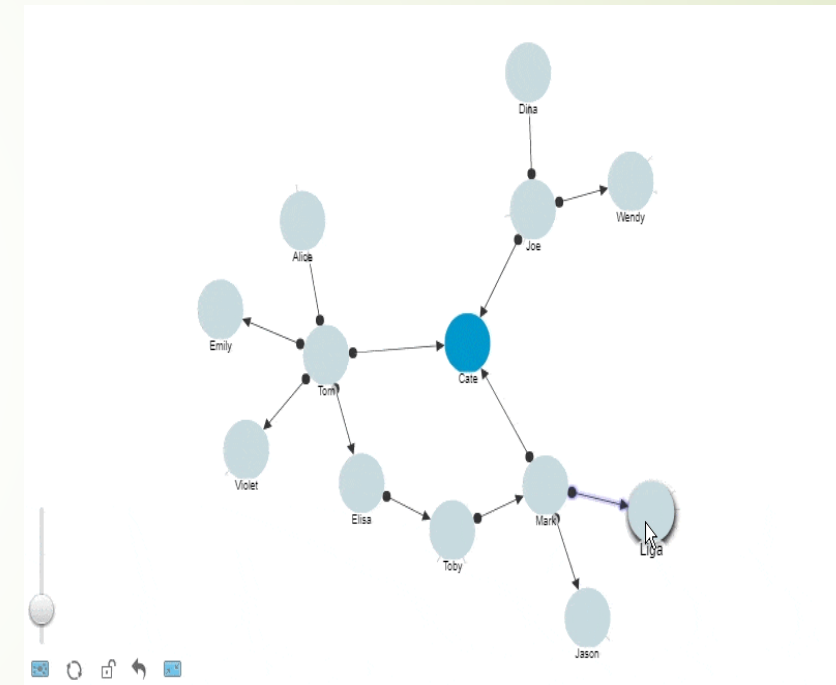 Dina
Wendy
Joe
Alice
Emily
Cate
Tom
Violet
Elisa
Mark
Toby
Liga
Jason